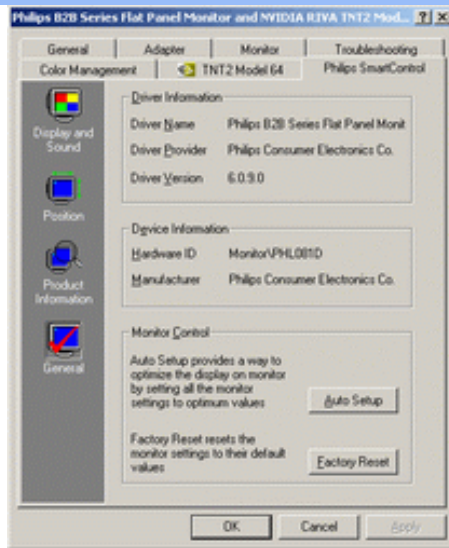 Philips B2B Series Flat Panel Monitor and NVIDIA RIVA TNT2 Mod... ? X
General Adapter Monitor Troubleshooting
Color Management TNT2 Model 64 Philips SmartControl
Display and
Sound
Position
Product
Information
General
Driver Information
Driver Name Philips B2B Series Flat Panel Monit
Driver Provider Philips Consumer Electronics Co.
Driver Version 6.0.9.0
Device Information
Hardware ID Monitor\PHL081D
Manufacturer Philips Consumer Electronics Co.
Monitor Control
Auto Setup provides a way to
optimize the display on monitor
by setting all the monitor
settings to optimum values
Auto Setup
Factory Reset resets the
monitor settings to their default
values
Factory Reset
OK Cancel Apply